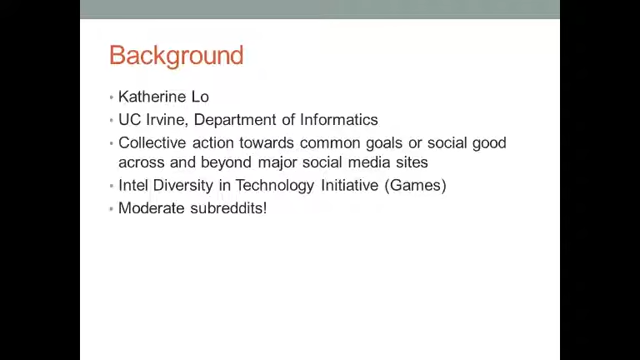 Background
• Katherine Lo
• UC Irvine, Department of Informatics
• Collective action towards common goals or social good
across and beyond major social media sites
• Intel Diversity in Technology Initiative (Games)
• Moderate subreddits!